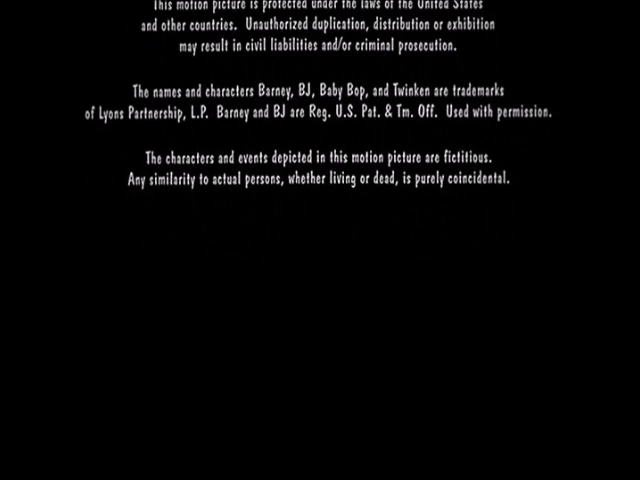 This motion picture is protected under the laws of the United States
and other countries. Unauthorized duplication, distribution or exhibition
may result in civil liabilities and/or criminal prosecution.
The names and characters Barney, BJ, Baby Bop, and Twinken are trademarks
of Lyons Partnership, L.P. Barney and BJ are Reg. U.S. Pat. & Tm. Off. Used with permission.
The characters and events depicted in this motion picture are fictitious.
Any similarity to actual persons, whether living or dead, is purely coincidental.